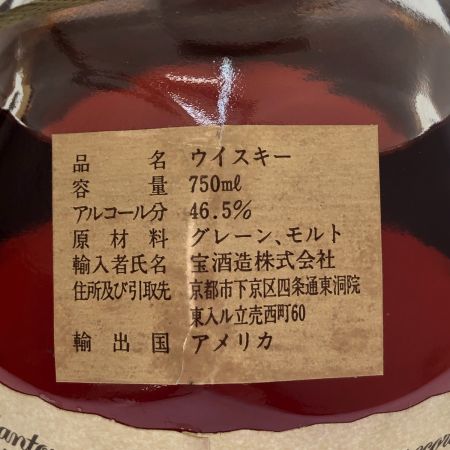 品名 ウイスキー
容量 750mℓ
アルコール分 46.5%
原材料 グレーン、モルト
輸入者氏名 宝酒造株式会社
住所及び引取先 京都市下京区四条通東洞院
東入ル立売西町60
輸出国 アメリカ